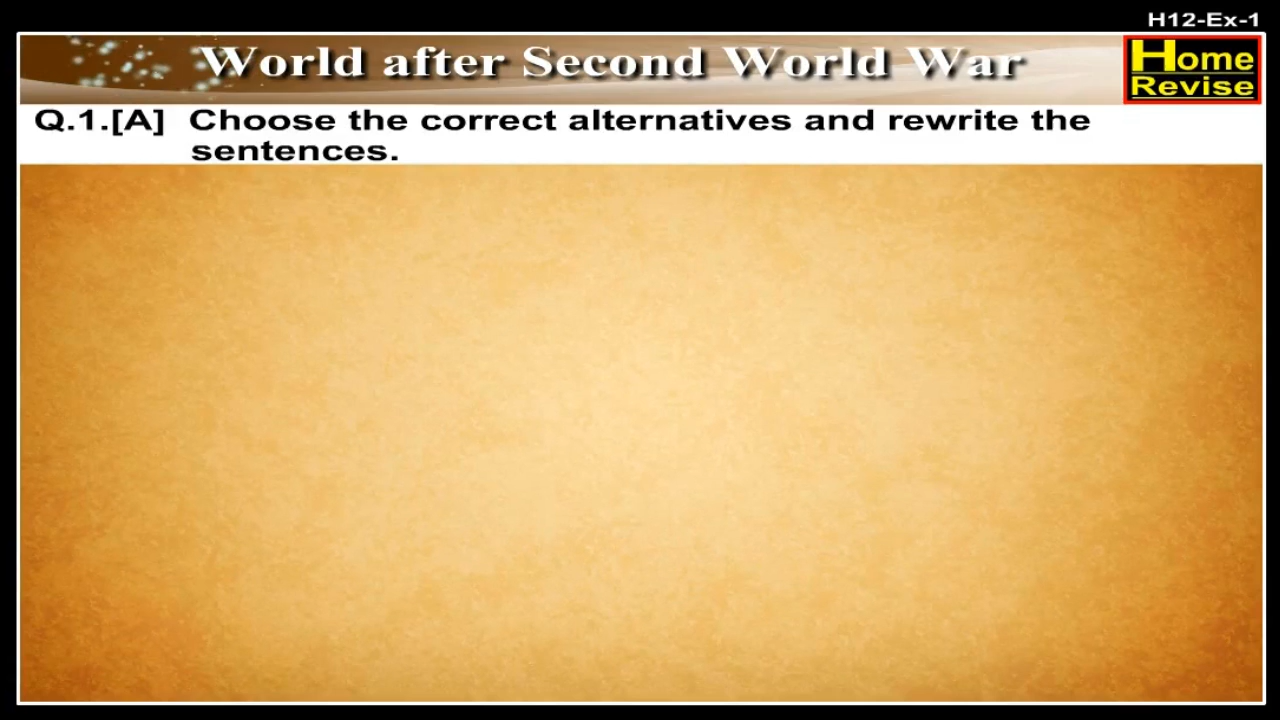 H12-Ex-1
World after Second World War
Home
Revise
Q.1.[A] Choose the correct alternatives and rewrite the
sentences.